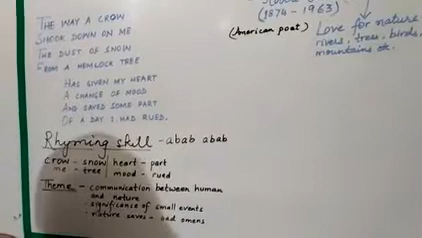 THE WAY A CROW
SHOOK DOWN ON ME
THE DUST OF SNOW
FROM A HEMLOCK TREE
HAS GIVEN MY HEART
A CHANGE OF MOOD
AND SAVED SOME PART
OF A DAY I HAD RUED.
(1874 - 1963)
(American poet)
Love for nature
rivers, trees, birds,
mountains etc.
Rhyming skill - abab abab
crow - snow | heart - part
me - tree | mood - rued
Theme - communication between human
and nature
- significance of small events
- nature saves - bad omens